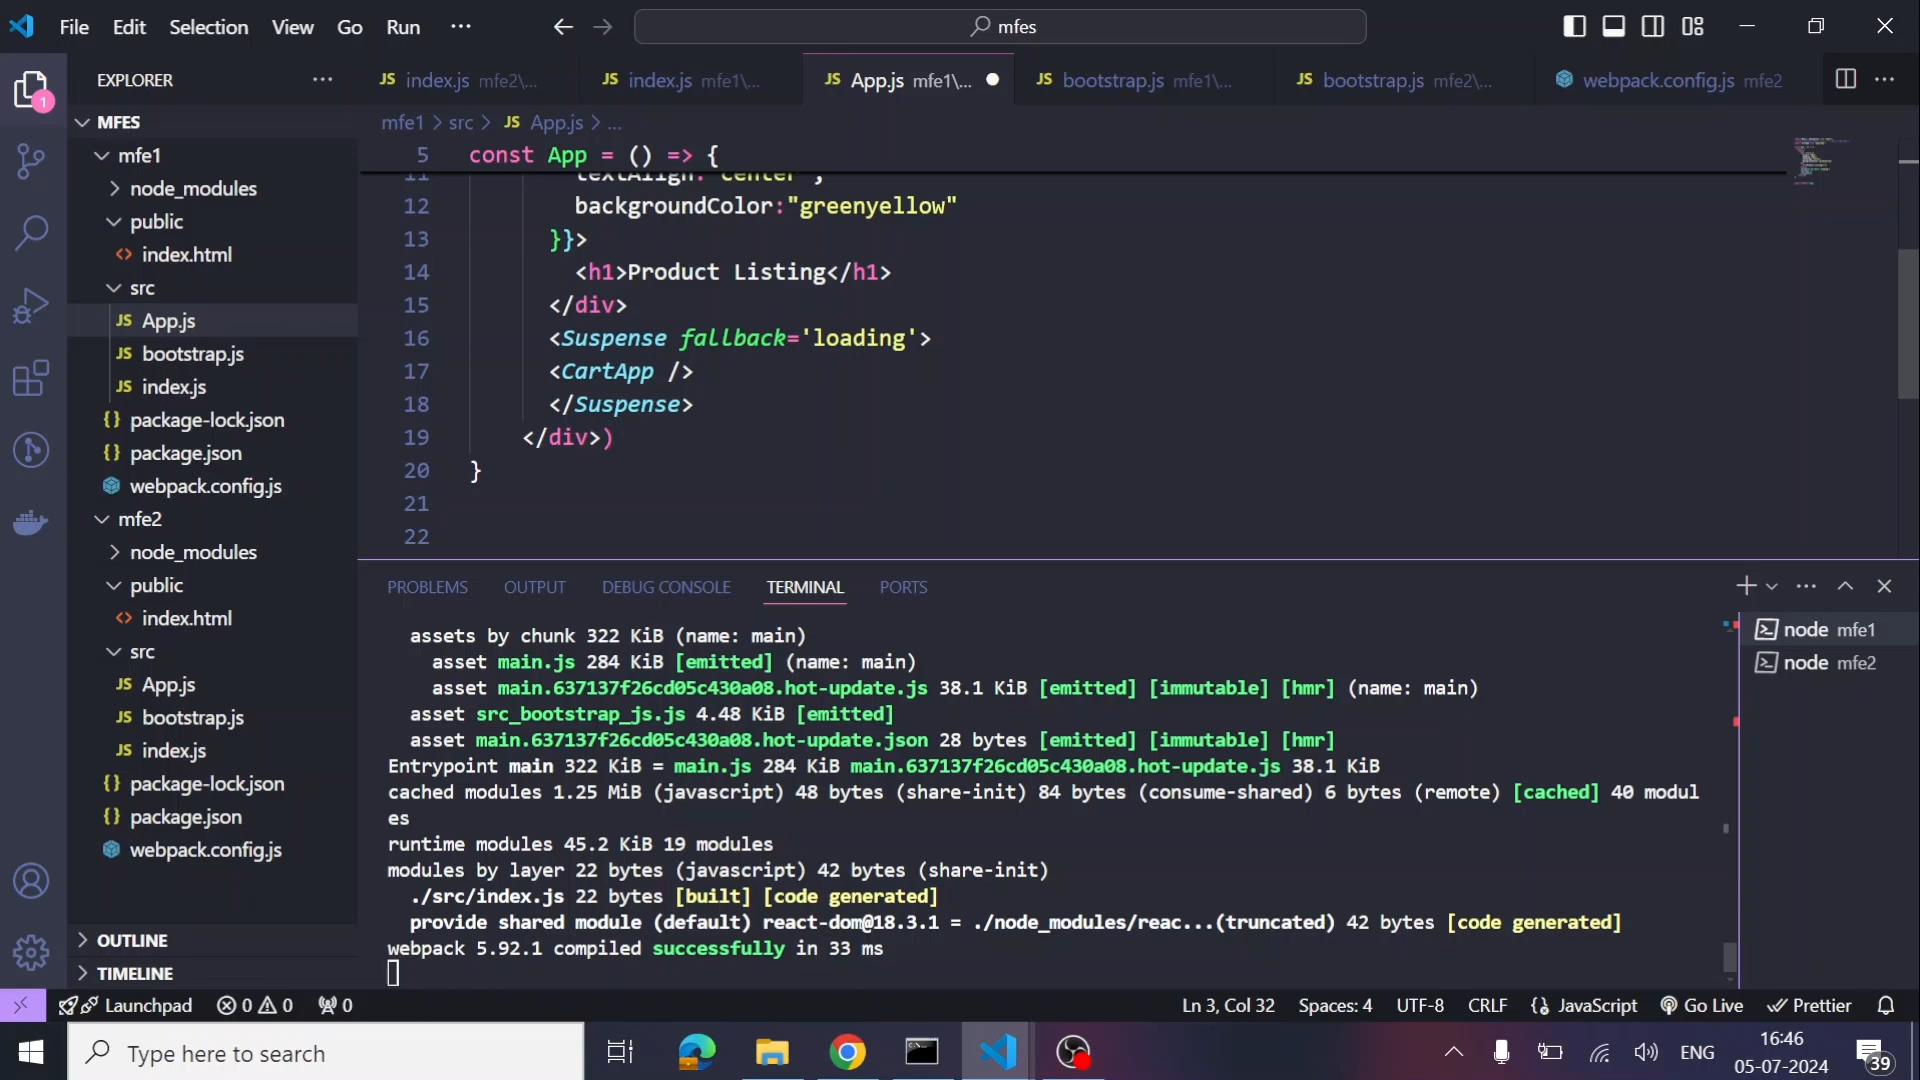 File Edit Selection View Go Run ···
mfes
EXPLORER ···
JS index.js mfe2\...
JS index.js mfe1\...
JS App.js mfe1\...
JS bootstrap.js mfe1\...
JS bootstrap.js mfe2\...
webpack.config.js mfe2
···
1
MFES
mfe1
node_modules
public
<> index.html
src
JS App.js
JS bootstrap.js
JS index.js
{} package-lock.json
{} package.json
webpack.config.js
mfe2
node_modules
public
<> index.html
src
JS App.js
JS bootstrap.js
JS index.js
{} package-lock.json
{} package.json
webpack.config.js
OUTLINE
TIMELINE
mfe1 > src > JS App.js > ...
5 const App = () => {
11 textAlign:"center",
12 backgroundColor:"greenyellow"
13 }}>
14 <h1>Product Listing</h1>
15 </div>
16 <Suspense fallback='loading'>
17 <CartApp />
18 </Suspense>
19 </div>)
20 }
21
22
PROBLEMS OUTPUT DEBUG CONSOLE TERMINAL PORTS
assets by chunk 322 KiB (name: main)
asset main.js 284 KiB [emitted] (name: main)
asset main.637137f26cd05c430a08.hot-update.js 38.1 KiB [emitted] [immutable] [hmr] (name: main)
asset src_bootstrap_js.js 4.48 KiB [emitted]
asset main.637137f26cd05c430a08.hot-update.json 28 bytes [emitted] [immutable] [hmr]
Entrypoint main 322 KiB = main.js 284 KiB main.637137f26cd05c430a08.hot-update.js 38.1 KiB
cached modules 1.25 MiB (javascript) 48 bytes (share-init) 84 bytes (consume-shared) 6 bytes (remote) [cached] 40 modul
es
runtime modules 45.2 KiB 19 modules
modules by layer 22 bytes (javascript) 42 bytes (share-init)
./src/index.js 22 bytes [built] [code generated]
provide shared module (default) react-dom@18.3.1 = ./node_modules/reac...(truncated) 42 bytes [code generated]
webpack 5.92.1 compiled successfully in 33 ms
node mfe1
node mfe2
Launchpad 0 0 0
Ln 3, Col 32 Spaces: 4 UTF-8 CRLF JavaScript Go Live Prettier
Type here to search
ENG
16:46
05-07-2024
39